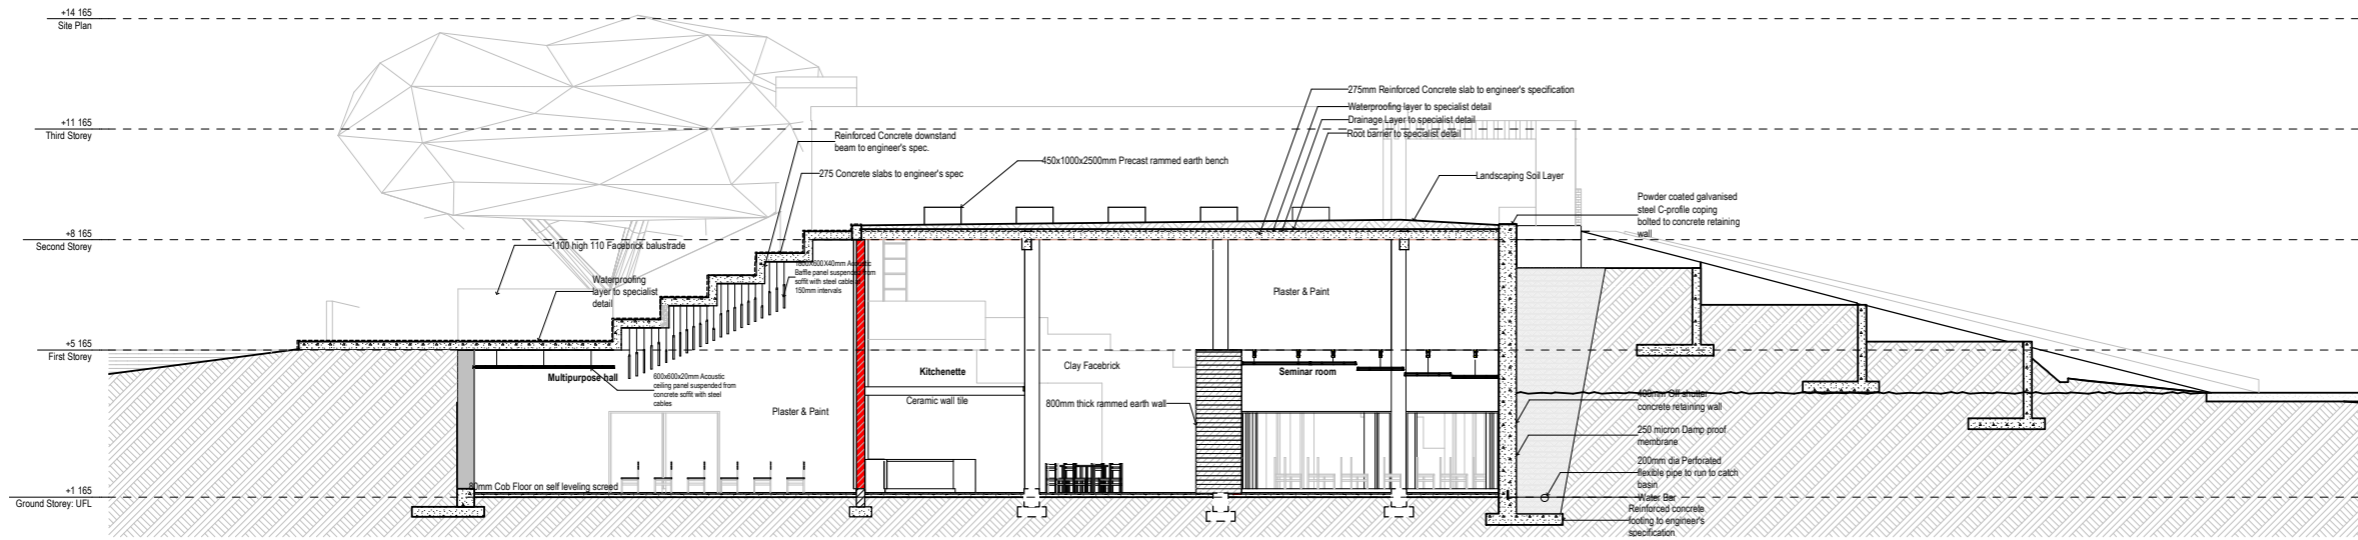 +14 165
Site Plan
+11 165
Third Storey
+8 165
Second Storey
+5 165
First Storey
+1 165
Ground Storey: UFL
Reinforced Concrete downstand
beam to engineer's spec.
275 Concrete slabs to engineer's spec
450x1000x2500mm Precast rammed earth bench
275mm Reinforced Concrete slab to engineer's specification
Waterproofing layer to specialist detail
Drainage Layer to specialist detail
Root barrier to specialist detail
Landscaping Soil Layer
Powder coated galvanised
steel C-profile coping
bolted to concrete retaining
wall
1100 high 110 Facebrick balustrade
Waterproofing
layer to specialist
detail
Acoustic
Baffle panel suspended from
soffit with steel cable
150mm intervals
Multipurpose hall
600x600x20mm Acoustic
ceiling panel suspended from
concrete soffit with steel
cables
Plaster & Paint
Kitchenette
Ceramic wall tile
Clay Facebrick
800mm thick rammed earth wall
Plaster & Paint
Seminar room
80mm Cob Floor on self leveling screed
400mm Off shutter
concrete retaining wall
250 micron Damp proof
membrane
200mm dia Perforated
flexible pipe to run to catch
basin
Water Bar
Reinforced concrete
footing to engineer's
specification